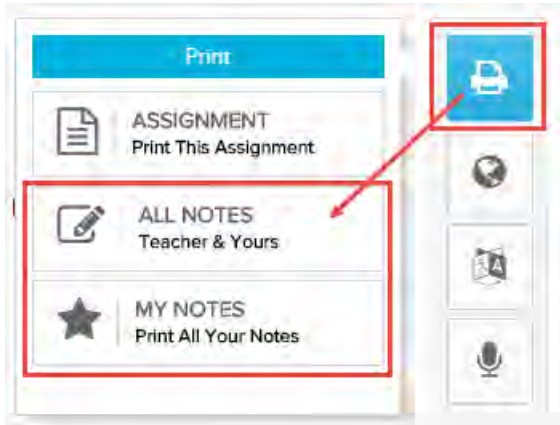 Print
ASSIGNMENT
Print This Assignment
ALL NOTES
Teacher & Yours
MY NOTES
Print All Your Notes
A